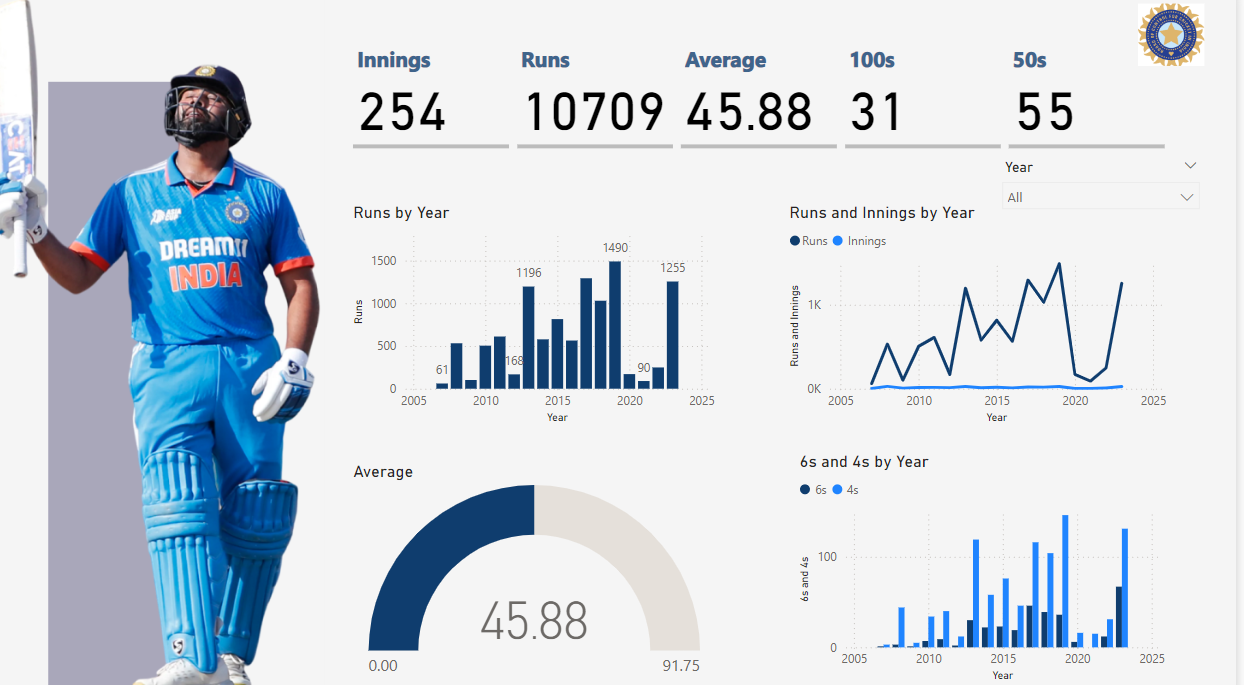 Innings
254
Runs
10709
Average
45.88
100s
31
50s
55
Year
All
DREAM11
INDIA
Runs by Year
Runs
1500
1000
500
0
61
168
1196
1490
90
1255
2005 2010 2015 2020 2025
Year
Runs and Innings by Year
Runs Innings
Runs and Innings
1K
0K
2005 2010 2015 2020 2025
Year
Average
45.88
0.00
91.75
6s and 4s by Year
6s 4s
6s and 4s
100
0
2005 2010 2015 2020 2025
Year